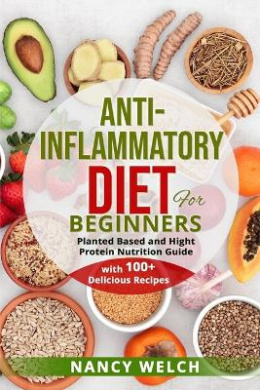 ANTI-
INFLAMMATORY
DIET For
BEGINNERS
Planted Based and Hight
Protein Nutrition Guide
with 100+
Delicious Recipes
NANCY WELCH